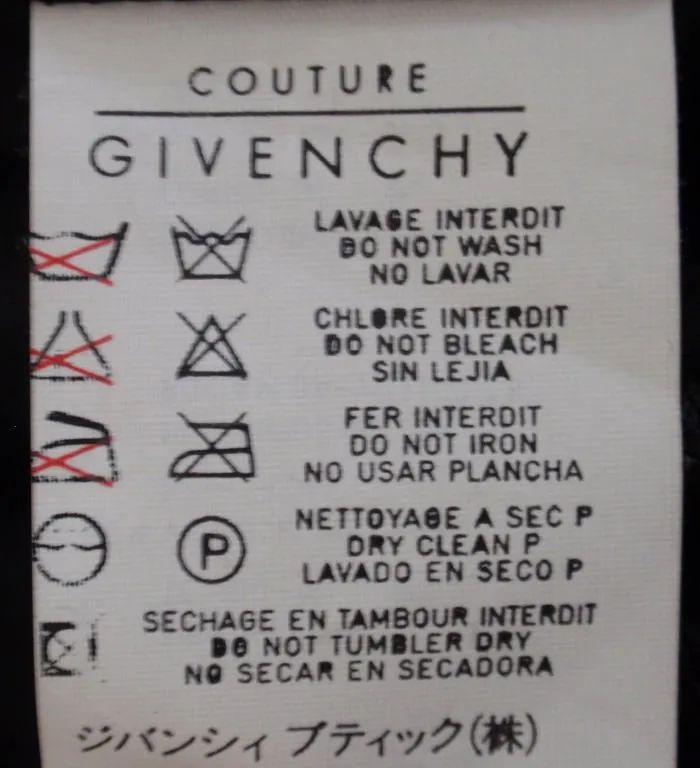 COUTURE
GIVENCHY
LAVAGE INTERDIT
DO NOT WASH
NO LAVAR
CHLORE INTERDIT
DO NOT BLEACH
SIN LEJIA
FER INTERDIT
DO NOT IRON
NO USAR PLANCHA
P
NETTOYAGE A SEC P
DRY CLEAN P
LAVADO EN SECO P
SECHAGE EN TAMBOUR INTERDIT
DO NOT TUMBLER DRY
NO SECAR EN SECADORA
ジバンシィ ブティック(株)